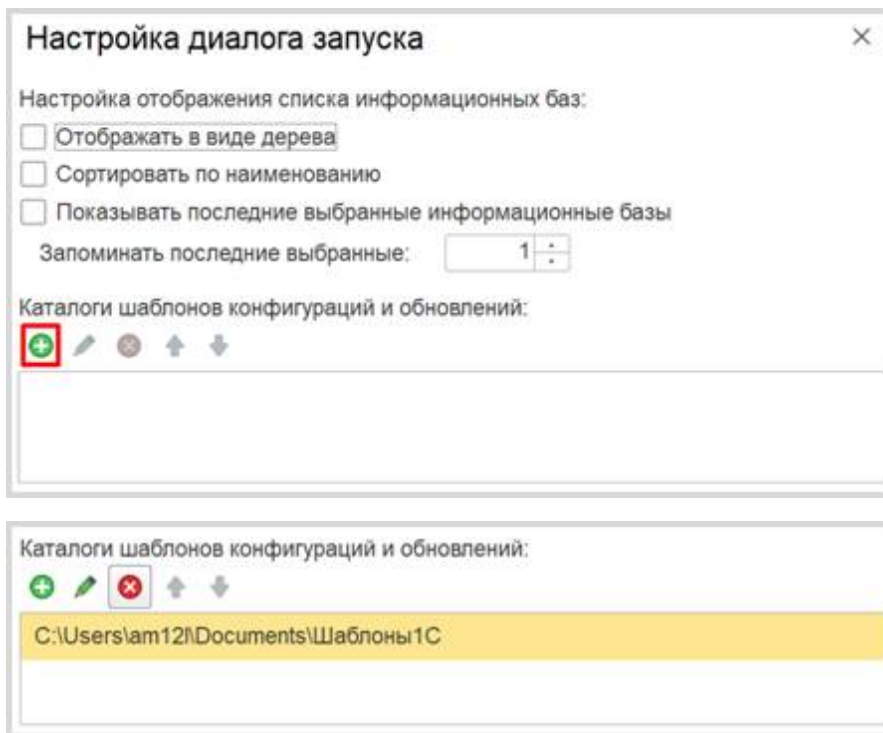 Настройка диалога запуска
Настройка отображения списка информационных баз:
Отображать в виде дерева
Сортировать по наименованию
Показывать последние выбранные информационные базы
Запоминать последние выбранные: 1
Каталоги шаблонов конфигураций и обновлений:
Каталоги шаблонов конфигураций и обновлений:
C:\Users\am12l\Documents\Шаблоны1С